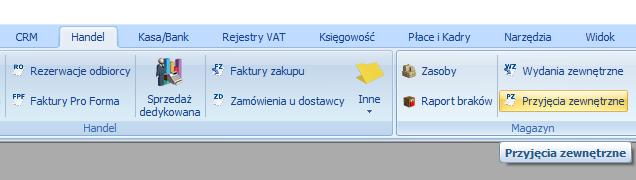 CRM Handel Kasa/Bank Rejestry VAT Księgowość Płace i Kadry Narzędzia Widok
RO Rezerwacje odbiorcy
FPF Faktury Pro Forma
Sprzedaż
dedykowana
FZ Faktury zakupu
ZD Zamówienia u dostawcy
Inne
Handel
Zasoby
Raport braków
WZ Wydania zewnętrzne
PZ Przyjęcia zewnętrzne
Magazyn
Przyjęcia zewnętrzne